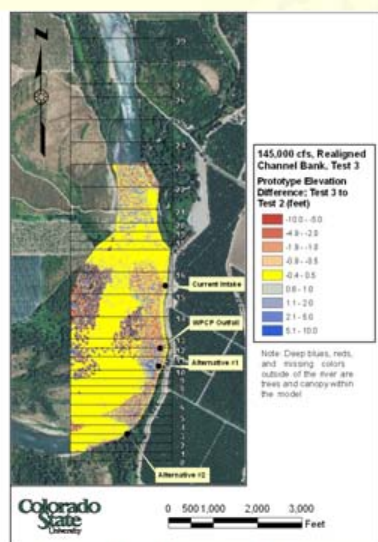 145,000 cfs, Realigned
Channel Bank, Test 3
Prototype Elevation
Difference: Test 3 to
Test 2 (feet)
-10.0 - -5.0
-4.9 - -2.0
-1.9 - -1.0
-0.9 - -0.5
-0.4 - 0.5
0.6 - 1.0
1.1 - 2.0
2.1 - 5.0
5.1 - 10.0
Current Intake
WPCP Outfall
Alternative #1
Alternative #2
Note: Deep blues, reds,
and missing colors
outside of the river are
trees and canopy within
the model
Colorado
State
University
0 500 1,000 2,000 3,000
Feet